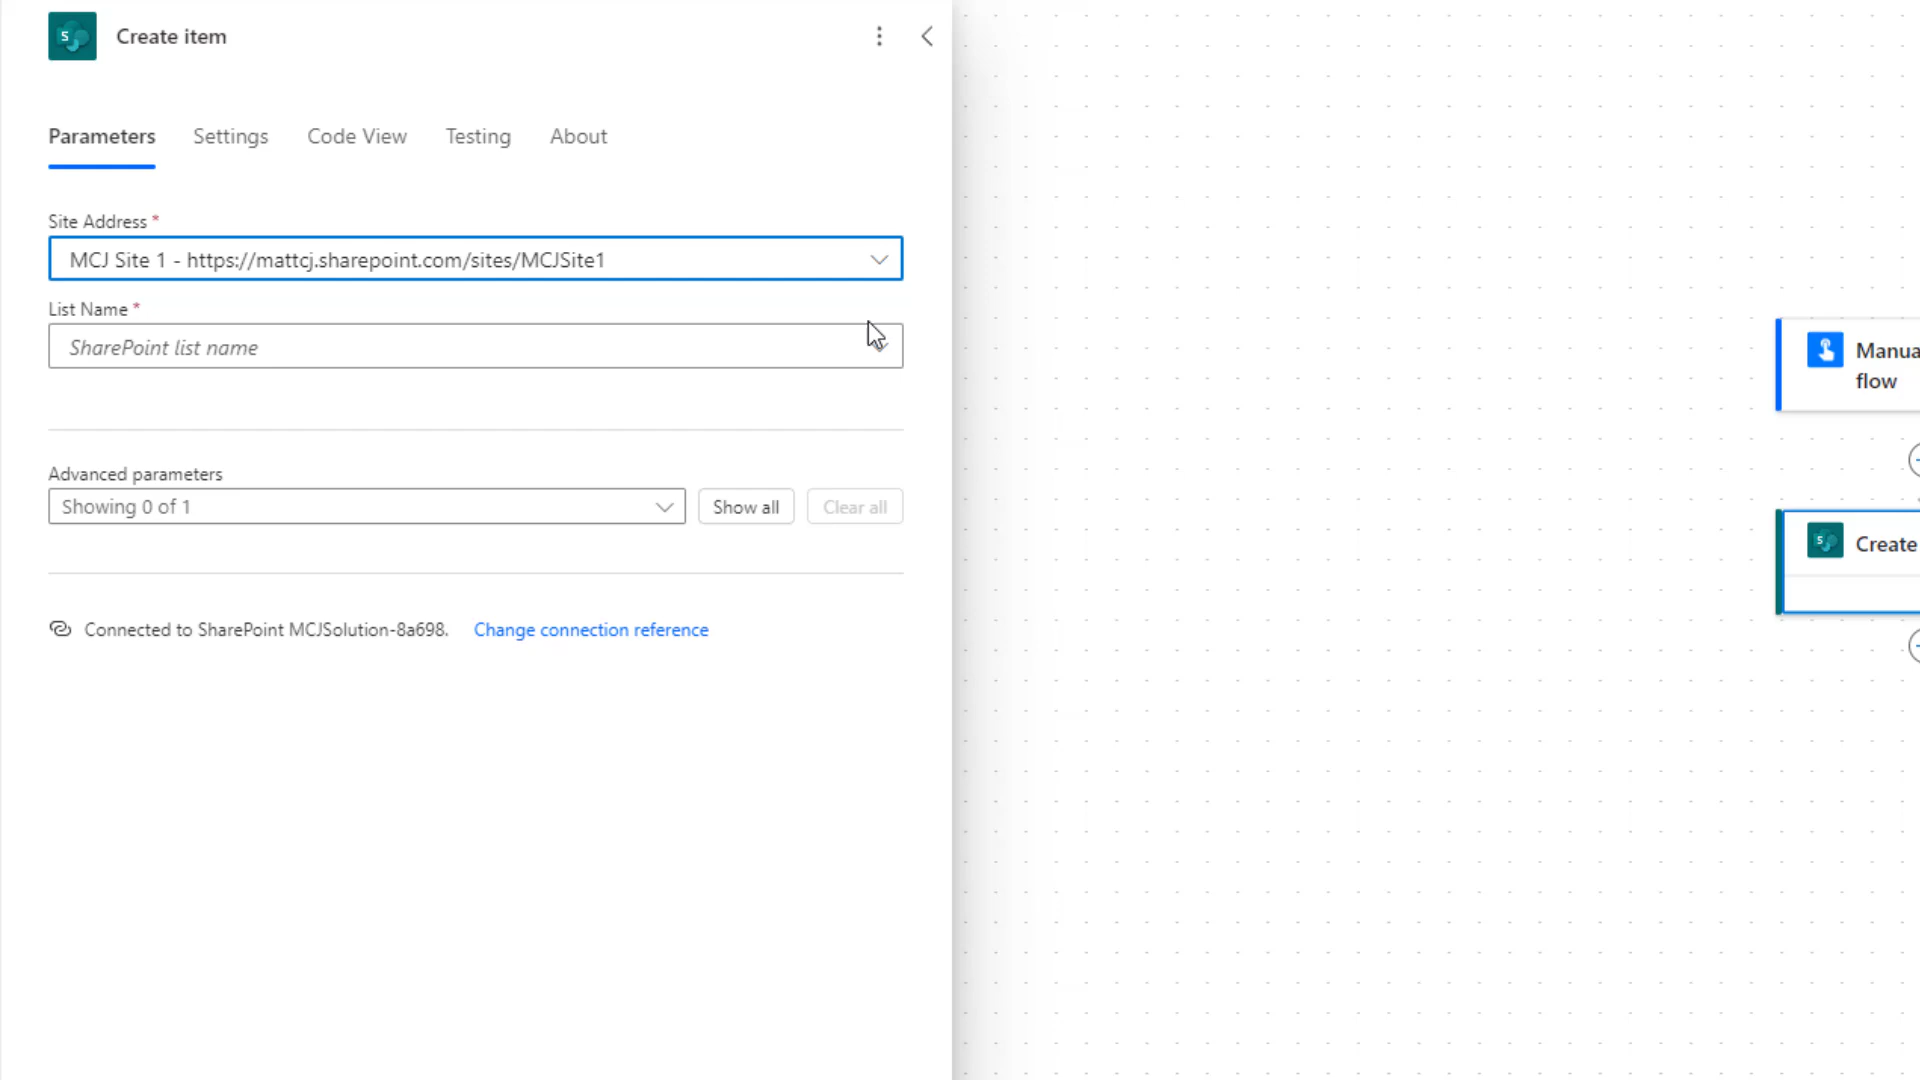 Create item
Parameters
Settings
Code View
Testing
About
Site Address *
MCJ Site 1 - https://mattcj.sharepoint.com/sites/MCJSite1
List Name *
SharePoint list name
Advanced parameters
Showing 0 of 1
Show all
Clear all
Connected to SharePoint MCJSolution-8a698.
Change connection reference
Manua
flow
Create